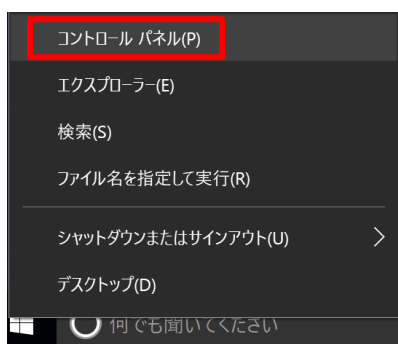 コントロール パネル(P)
エクスプローラー(E)
検索(S)
ファイル名を指定して実行(R)
シャットダウンまたはサインアウト(U)
デスクトップ(D)
何でも聞いてください